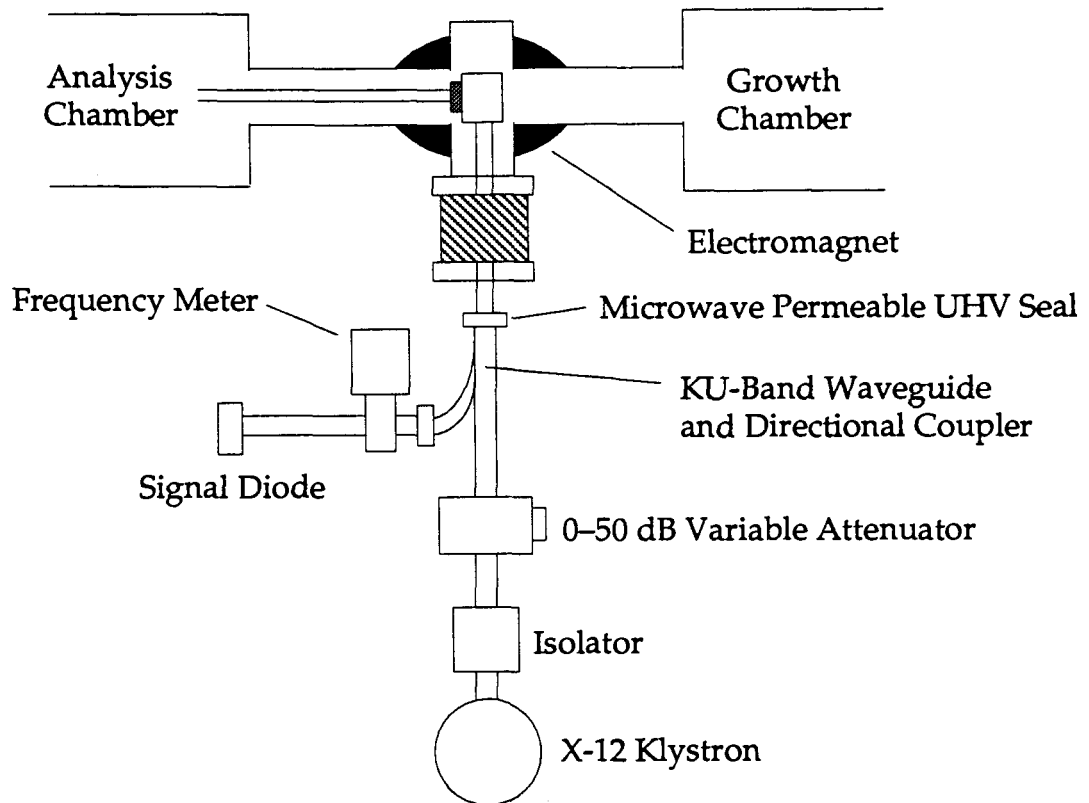 Analysis
Chamber
Growth
Chamber
Electromagnet
Frequency Meter
Microwave Permeable UHV Seal
KU-Band Waveguide
and Directional Coupler
Signal Diode
0–50 dB Variable Attenuator
Isolator
X-12 Klystron